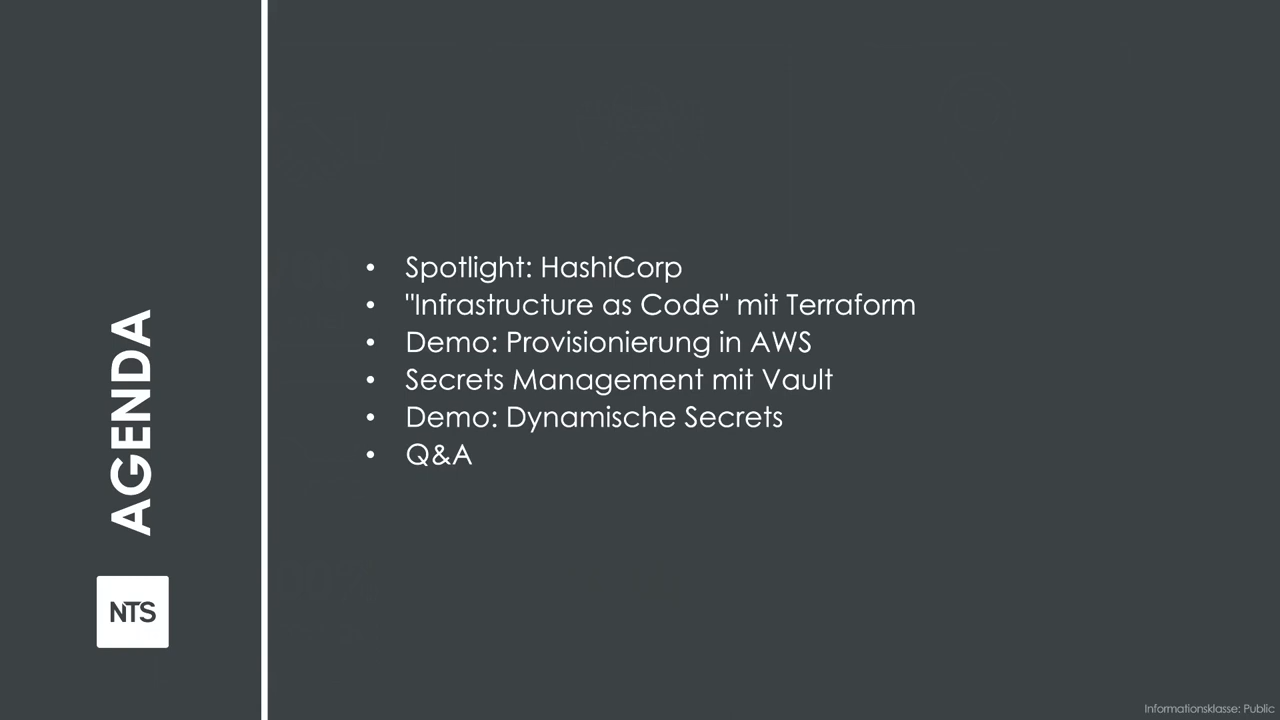 AGENDA
NTS
• Spotlight: HashiCorp
• "Infrastructure as Code" mit Terraform
• Demo: Provisionierung in AWS
• Secrets Management mit Vault
• Demo: Dynamische Secrets
• Q&A
Informationsklasse: Public